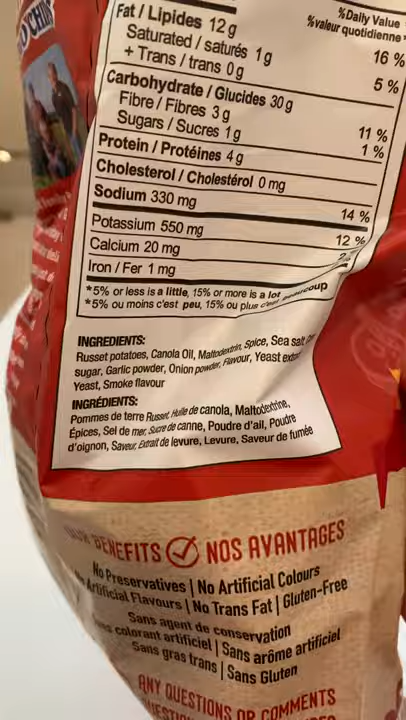 Fat / Lipides 12 g
Saturated / saturés 1 g
+ Trans / trans 0 g
Carbohydrate / Glucides 30 g
Fibre / Fibres 3 g
Sugars / Sucres 1 g
Protein / Protéines 4 g
Cholesterol / Cholestérol 0 mg
Sodium 330 mg
Potassium 550 mg
Calcium 20 mg
Iron / Fer 1 mg
% Daily Value
% valeur quotidienne*
16 %
5 %
11 %
1 %
14 %
12 %
*5% or less is a little, 15% or more is a lot
*5% ou moins c'est peu, 15% ou plus c'est beaucoup
INGREDIENTS:
Russet potatoes, Canola Oil, Maltodextrin, Spice, Sea salt,
sugar, Garlic powder, Onion powder, Flavour, Yeast extract
Yeast, Smoke flavour
INGRÉDIENTS:
Pommes de terre Russet, Huile de canola, Maltodextrine,
Épices, Sel de mer, Sucre de canne, Poudre d'ail, Poudre
d'oignon, Saveur, Extrait de levure, Levure, Saveur de fumée
BENEFITS NOS AVANTAGES
No Preservatives | No Artificial Colours
Artificial Flavours | No Trans Fat | Gluten-Free
Sans agent de conservation
colorant artificiel | Sans arôme artificiel
Sans gras trans | Sans Gluten
ANY QUESTIONS OR COMMENTS